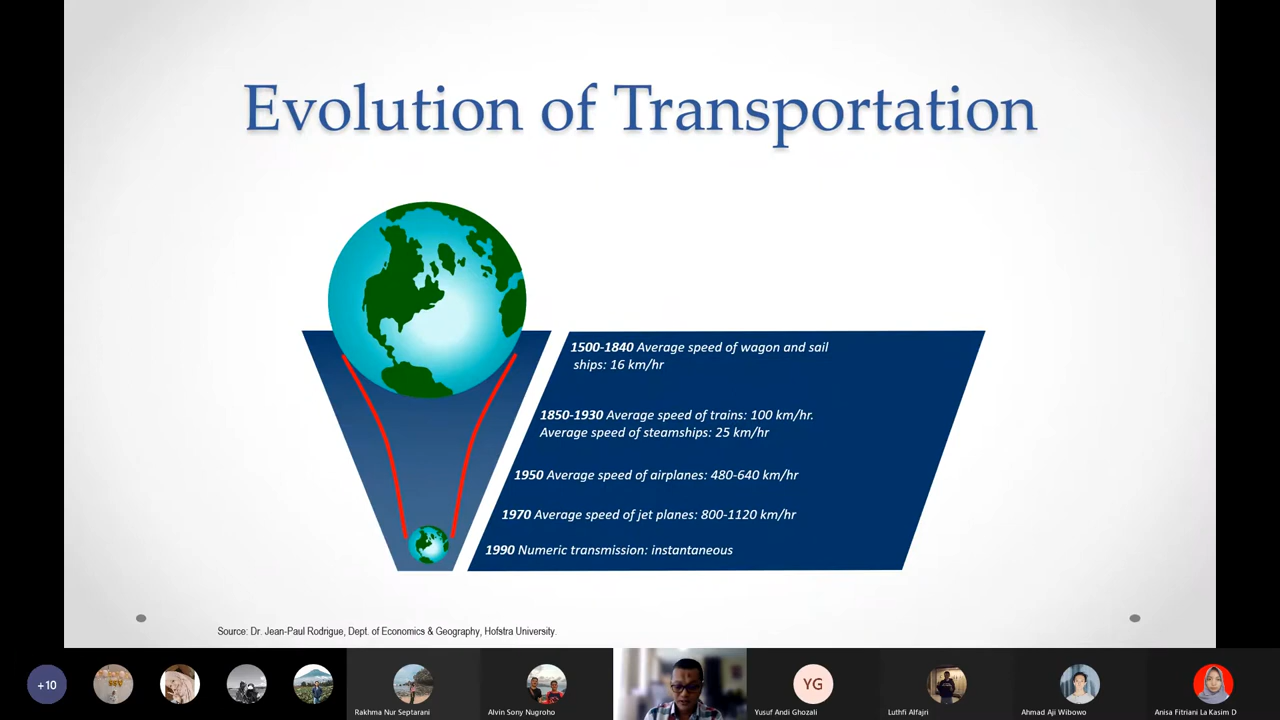 Evolution of Transportation
1500-1840 Average speed of wagon and sail
ships: 16 km/hr
1850-1930 Average speed of trains: 100 km/hr.
Average speed of steamships: 25 km/hr
1950 Average speed of airplanes: 480-640 km/hr
1970 Average speed of jet planes: 800-1120 km/hr
1990 Numeric transmission: instantaneous
Source: Dr. Jean-Paul Rodrigue, Dept. of Economics & Geography, Hofstra University.
+10
YG
Rakhma Nur Septarani
Alvin Sony Nugroho
Yusuf Andi Ghozali
Luthfi Alfajri
Ahmad Aji Wibowo
Anisa Fitriani La Kasim D